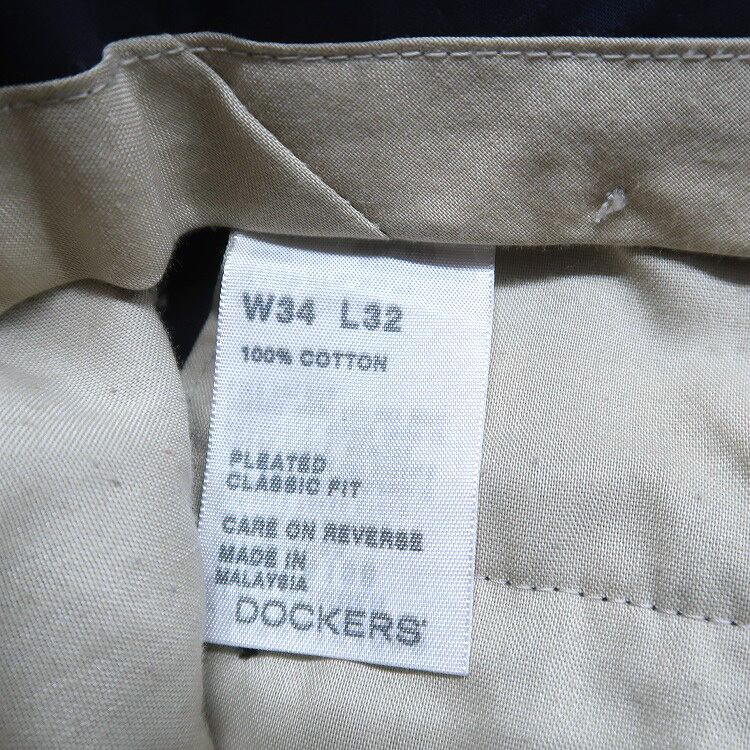 W34 L32
100% COTTON
PLEATED
CLASSIC FIT
CARE ON REVERSE
MADE IN
MALAYSIA
DOCKERS®